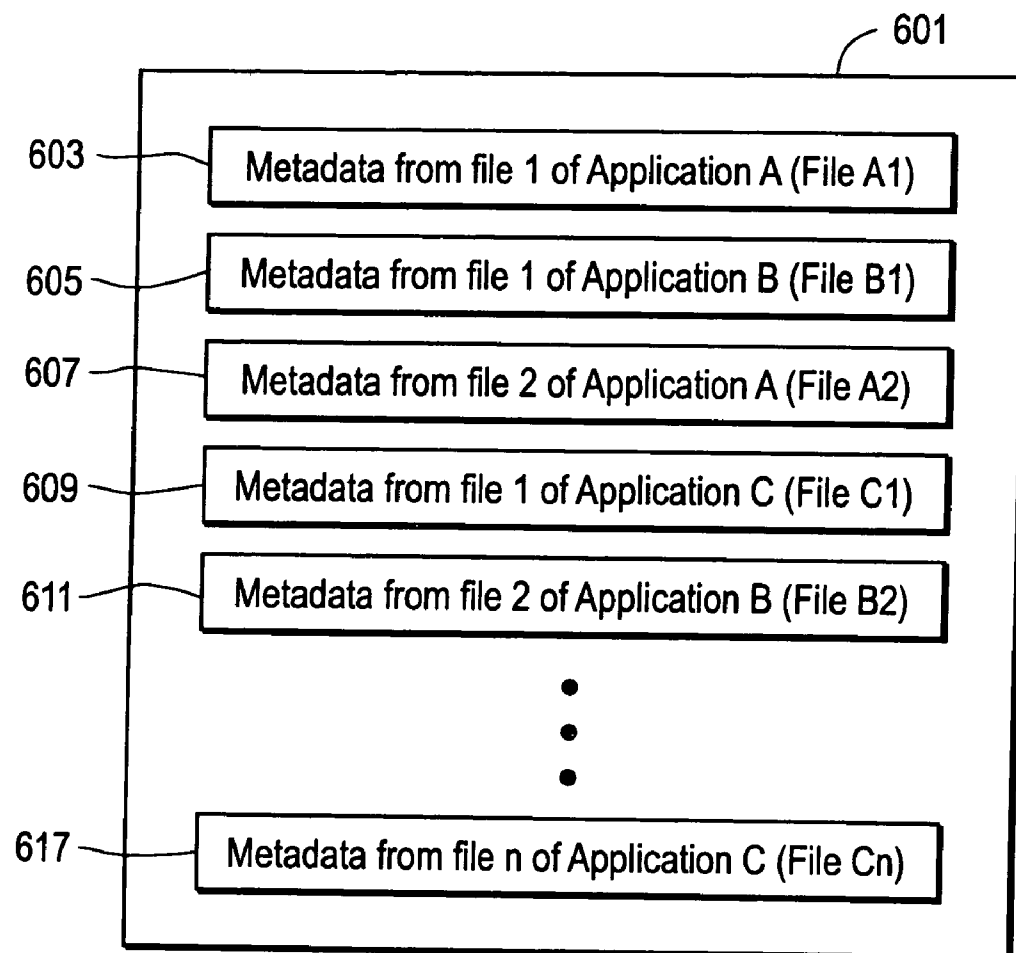 601
603 Metadata from file 1 of Application A (File A1)
605 Metadata from file 1 of Application B (File B1)
607 Metadata from file 2 of Application A (File A2)
609 Metadata from file 1 of Application C (File C1)
611 Metadata from file 2 of Application B (File B2)
617 Metadata from file n of Application C (File Cn)